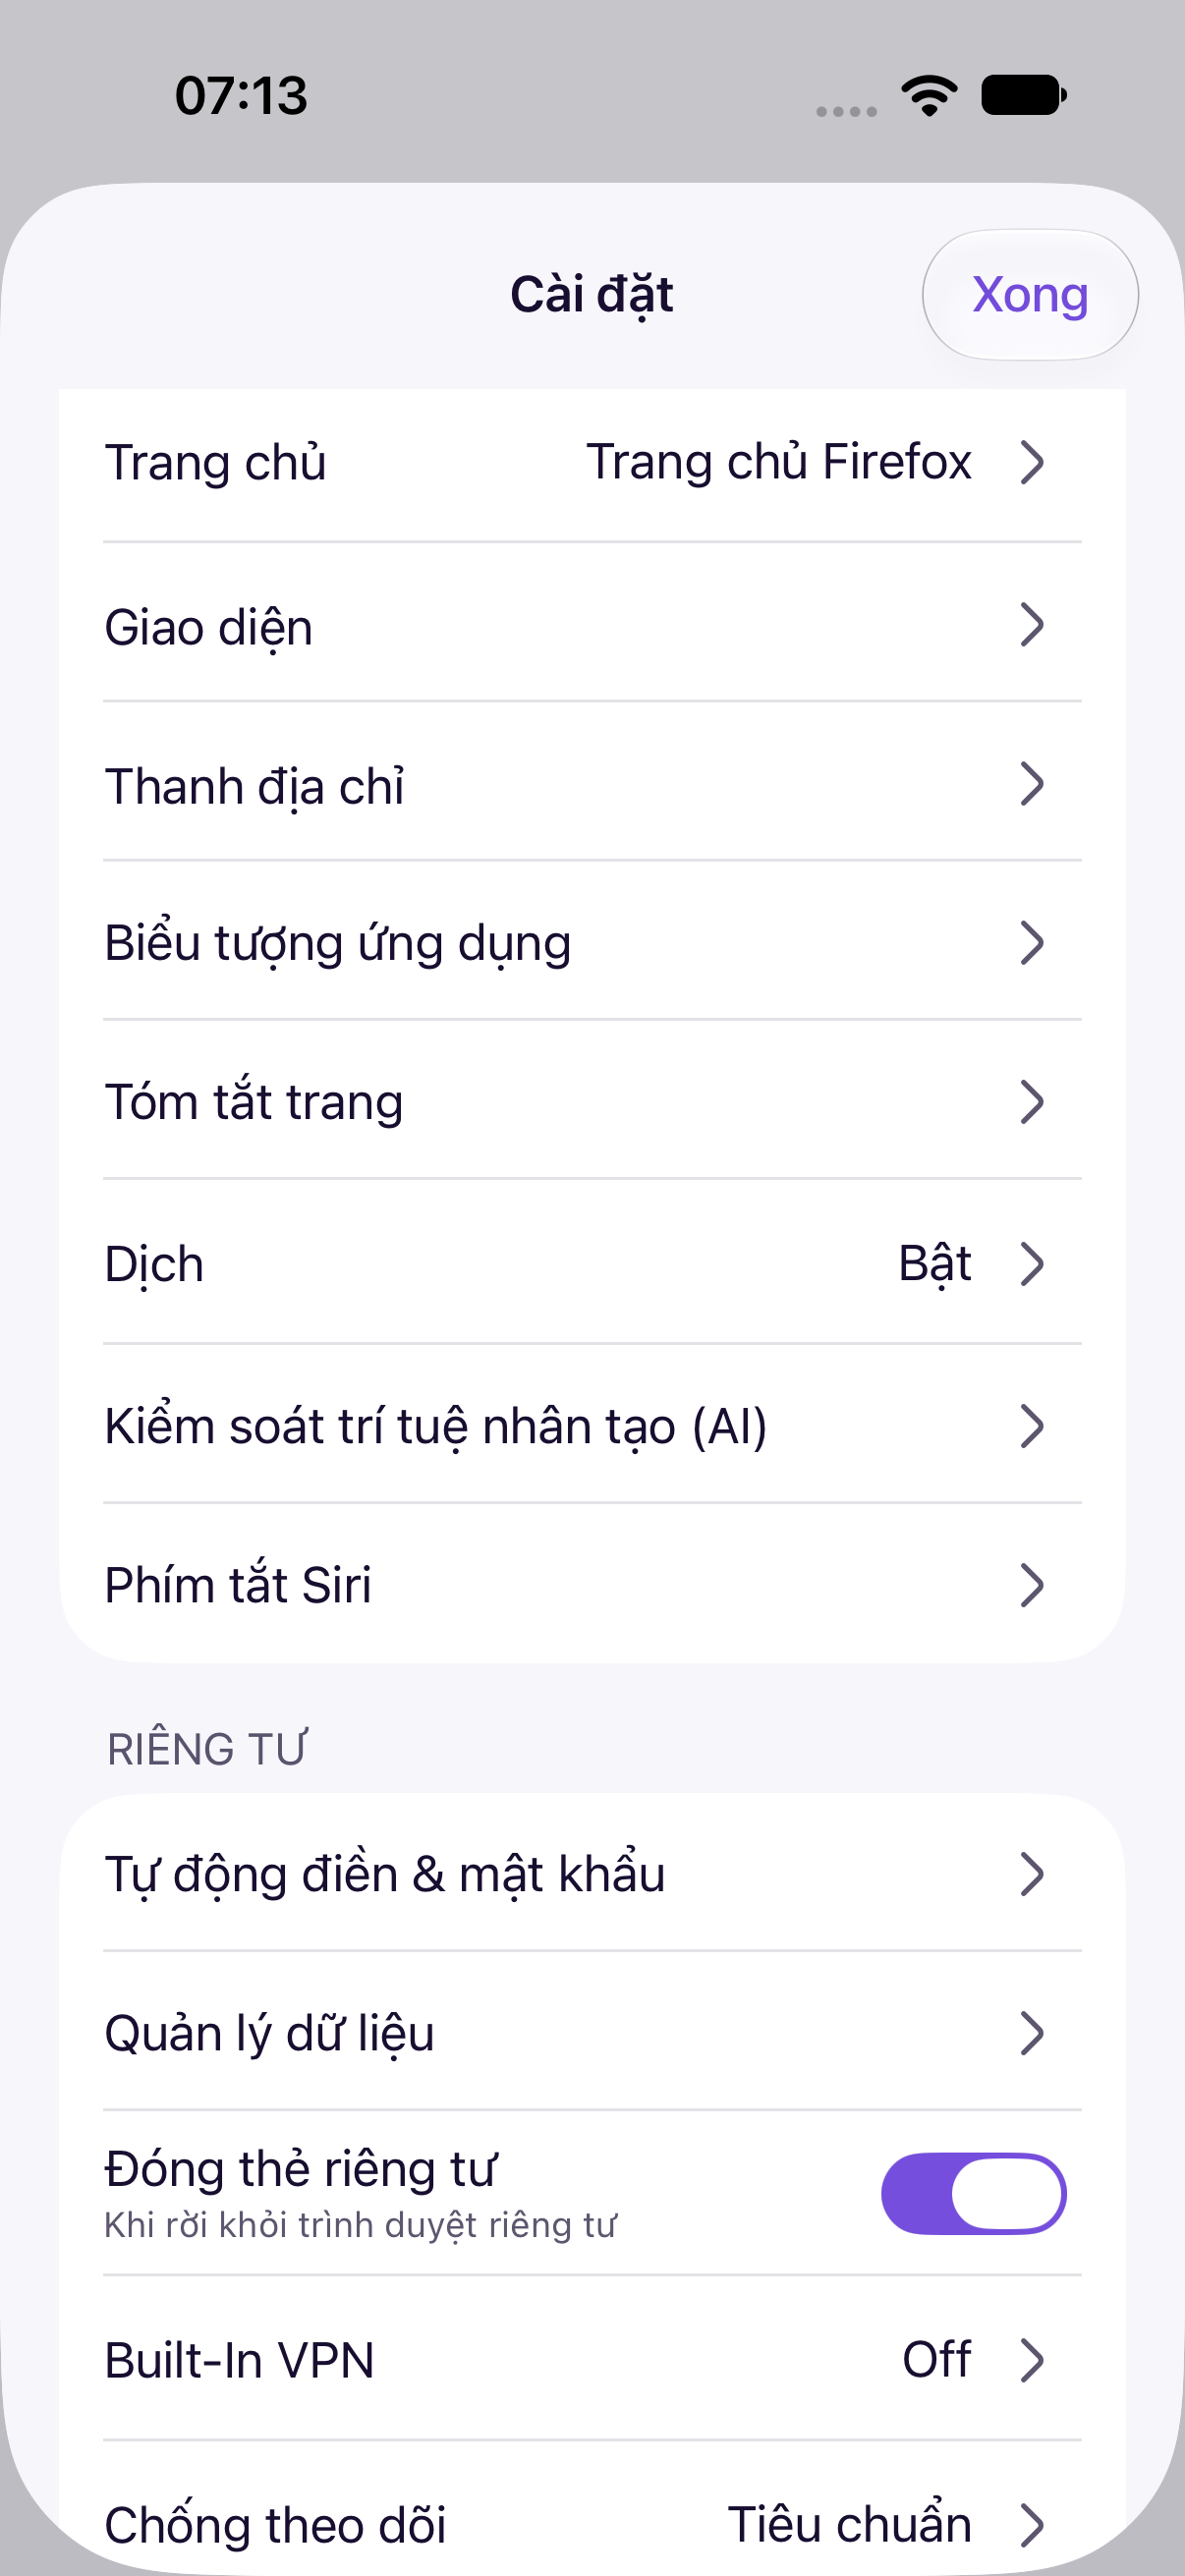 07:13
Cài đặt
Xong
Trang chủ
Trang chủ Firefox
Giao diện
Thanh địa chỉ
Biểu tượng ứng dụng
Tóm tắt trang
Dịch
Bật
Kiểm soát trí tuệ nhân tạo (AI)
Phím tắt Siri
RIÊNG TƯ
Tự động điền & mật khẩu
Quản lý dữ liệu
Đóng thẻ riêng tư
Khi rời khỏi trình duyệt riêng tư
Built-In VPN
Off
Chống theo dõi
Tiêu chuẩn